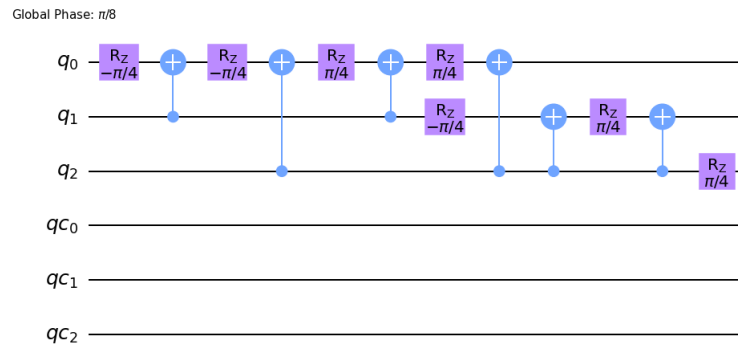 Global Phase: π/8
q₀ R_Z −π/4 R_Z −π/4 R_Z π/4 R_Z π/4
q₁ R_Z −π/4 R_Z π/4
q₂ R_Z π/4
qc₀
qc₁
qc₂